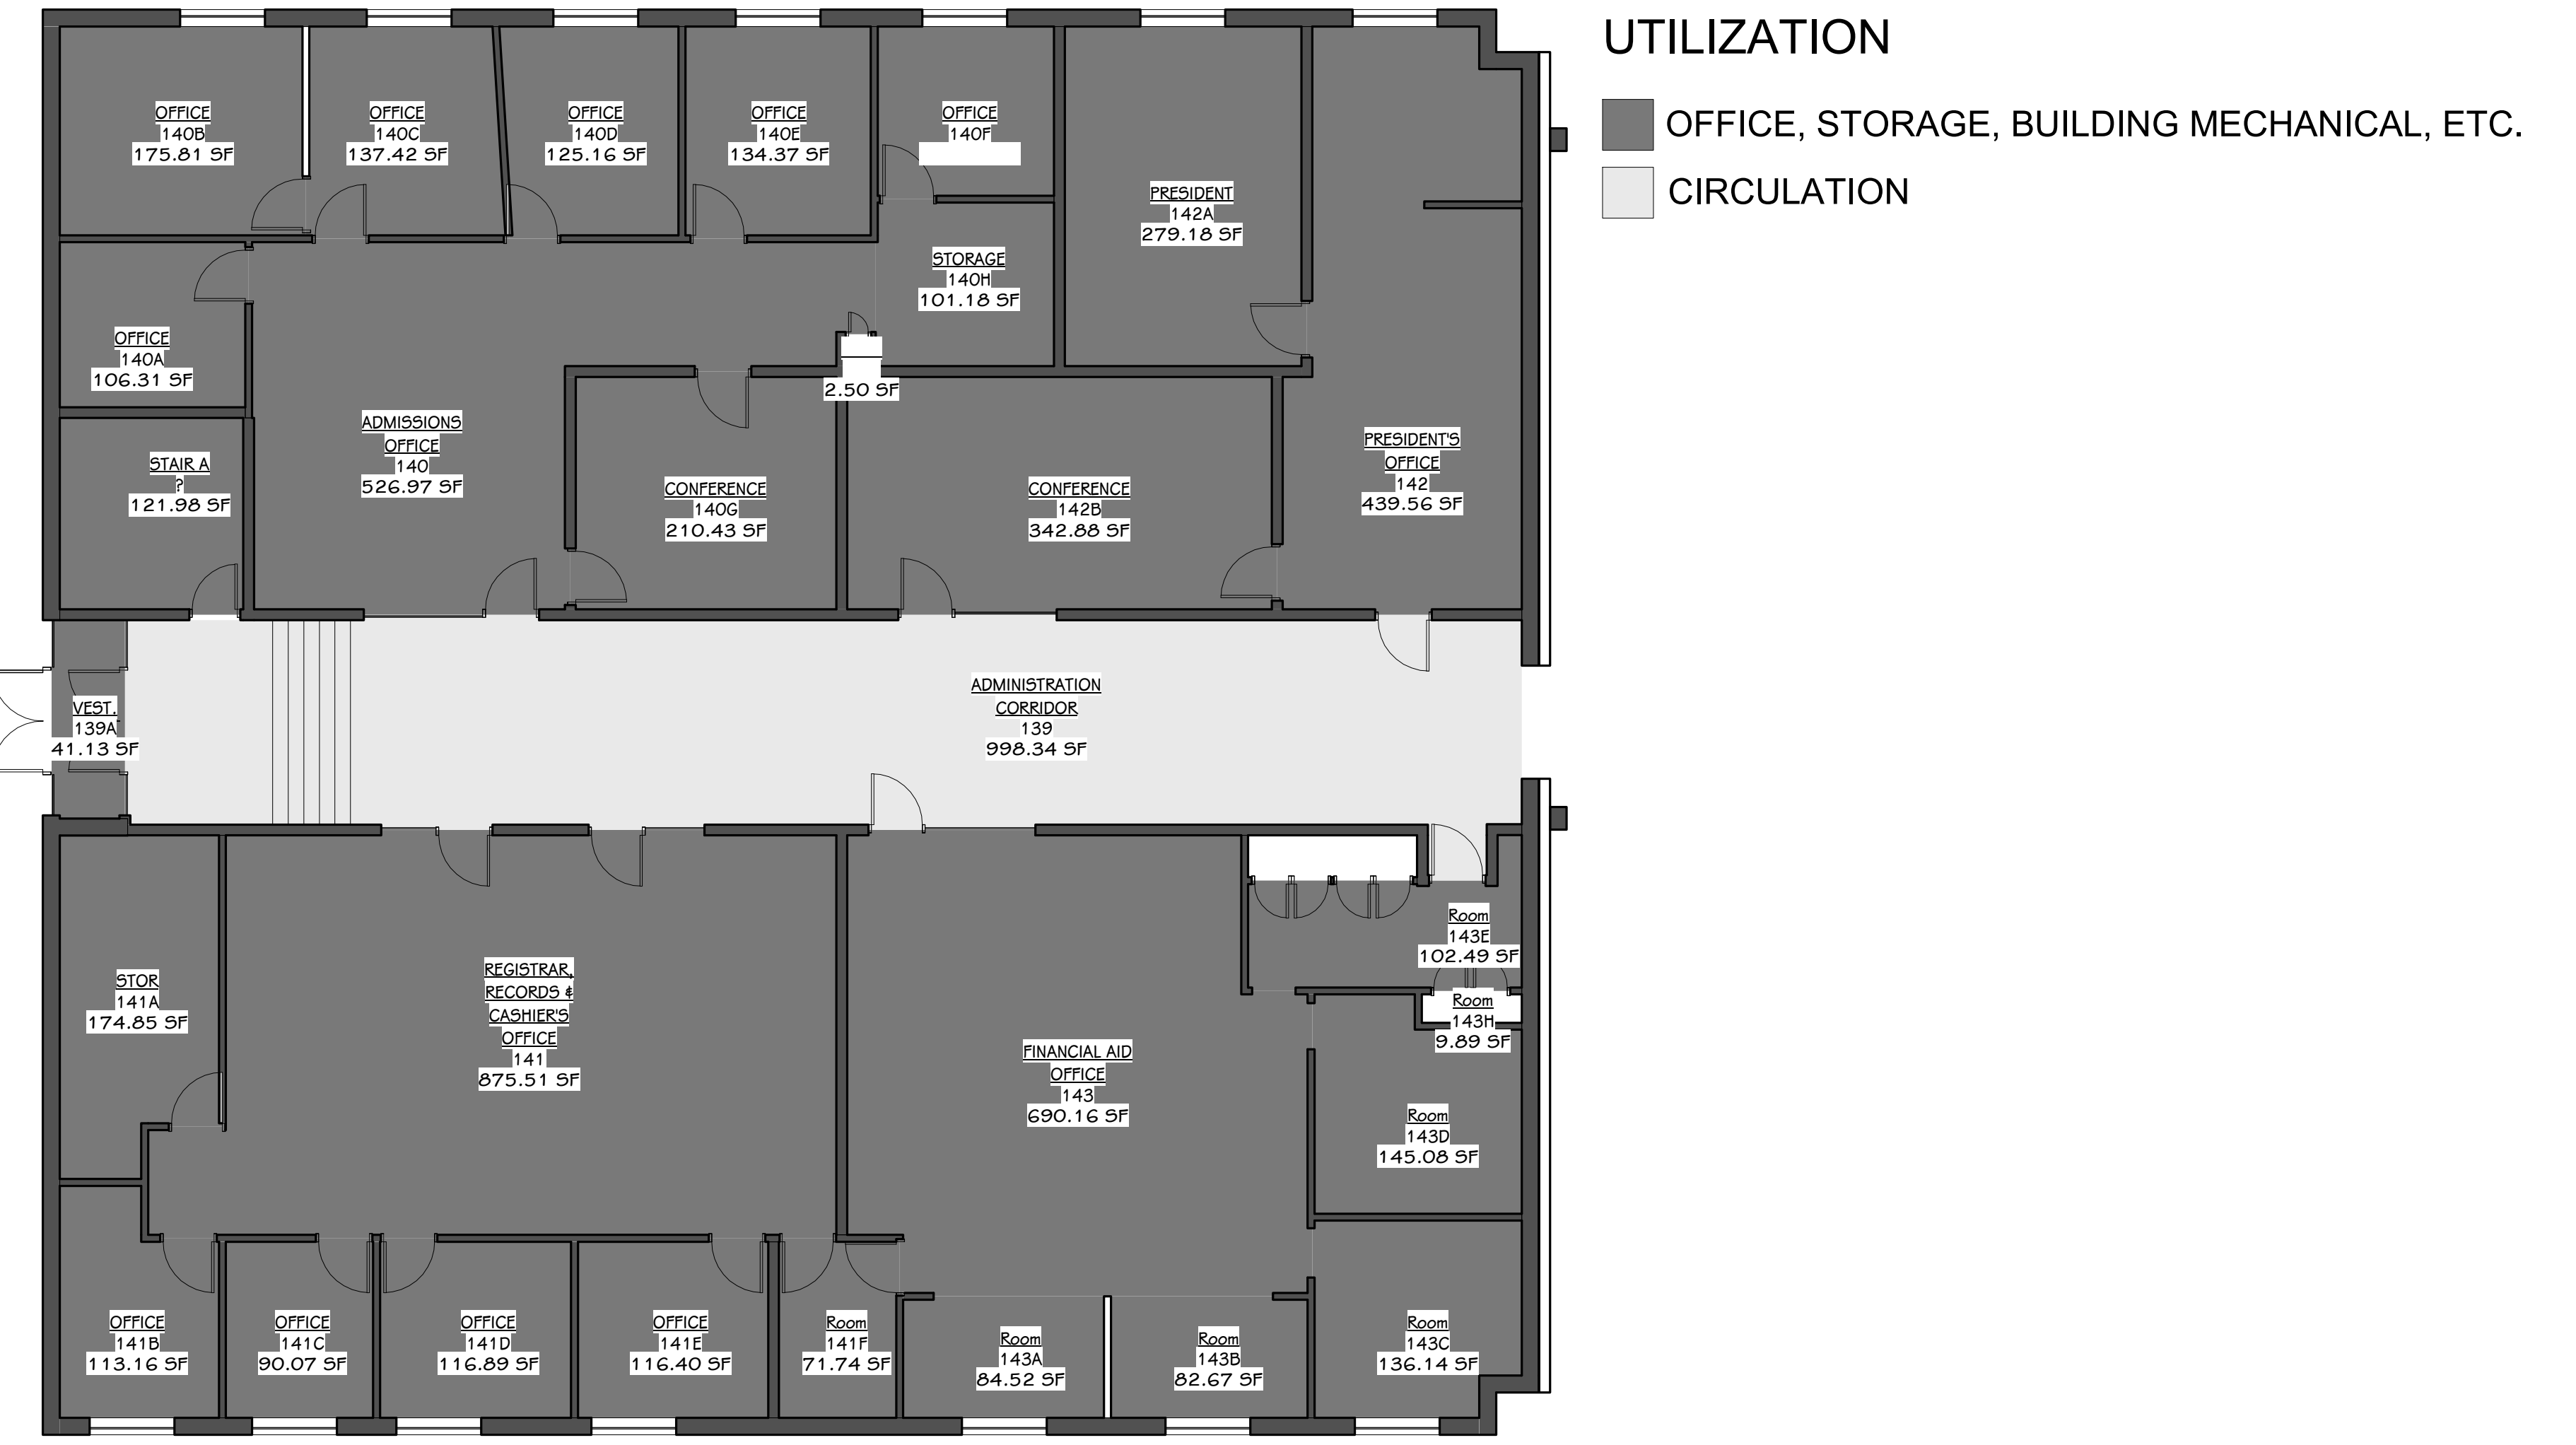 UTILIZATION
OFFICE, STORAGE, BUILDING MECHANICAL, ETC.
CIRCULATION
OFFICE
140B
175.81 SF
OFFICE
140C
137.42 SF
OFFICE
140D
125.16 SF
OFFICE
140E
134.37 SF
OFFICE
140F
PRESIDENT
142A
279.18 SF
STORAGE
140H
101.18 SF
OFFICE
140A
106.31 SF
2.50 SF
ADMISSIONS
OFFICE
140
526.97 SF
STAIR A
?
121.98 SF
CONFERENCE
140G
210.43 SF
CONFERENCE
142B
342.88 SF
PRESIDENT'S
OFFICE
142
439.56 SF
VEST.
139A
41.13 SF
ADMINISTRATION
CORRIDOR
139
998.34 SF
STOR
141A
174.85 SF
REGISTRAR,
RECORDS &
CASHIER'S
OFFICE
141
875.51 SF
FINANCIAL AID
OFFICE
143
690.16 SF
Room
143E
102.49 SF
Room
143H
9.89 SF
Room
143D
145.08 SF
OFFICE
141B
113.16 SF
OFFICE
141C
90.07 SF
OFFICE
141D
116.89 SF
OFFICE
141E
116.40 SF
Room
141F
71.74 SF
Room
143A
84.52 SF
Room
143B
82.67 SF
Room
143C
136.14 SF